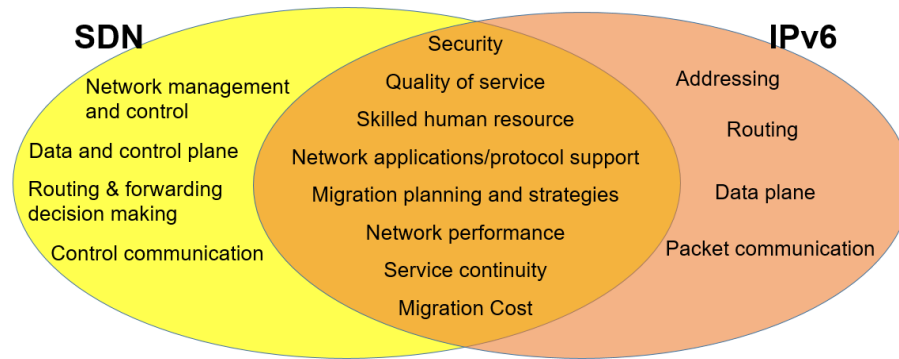 SDN
IPv6
Network management
and control
Data and control plane
Routing & forwarding
decision making
Control communication
Security
Quality of service
Skilled human resource
Network applications/protocol support
Migration planning and strategies
Network performance
Service continuity
Migration Cost
Addressing
Routing
Data plane
Packet communication